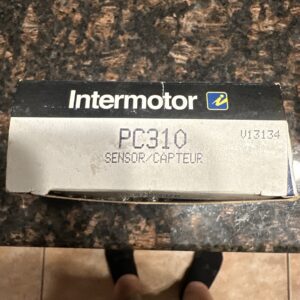 Intermotor i
PC310
V13134
SENSOR/CAPTEUR